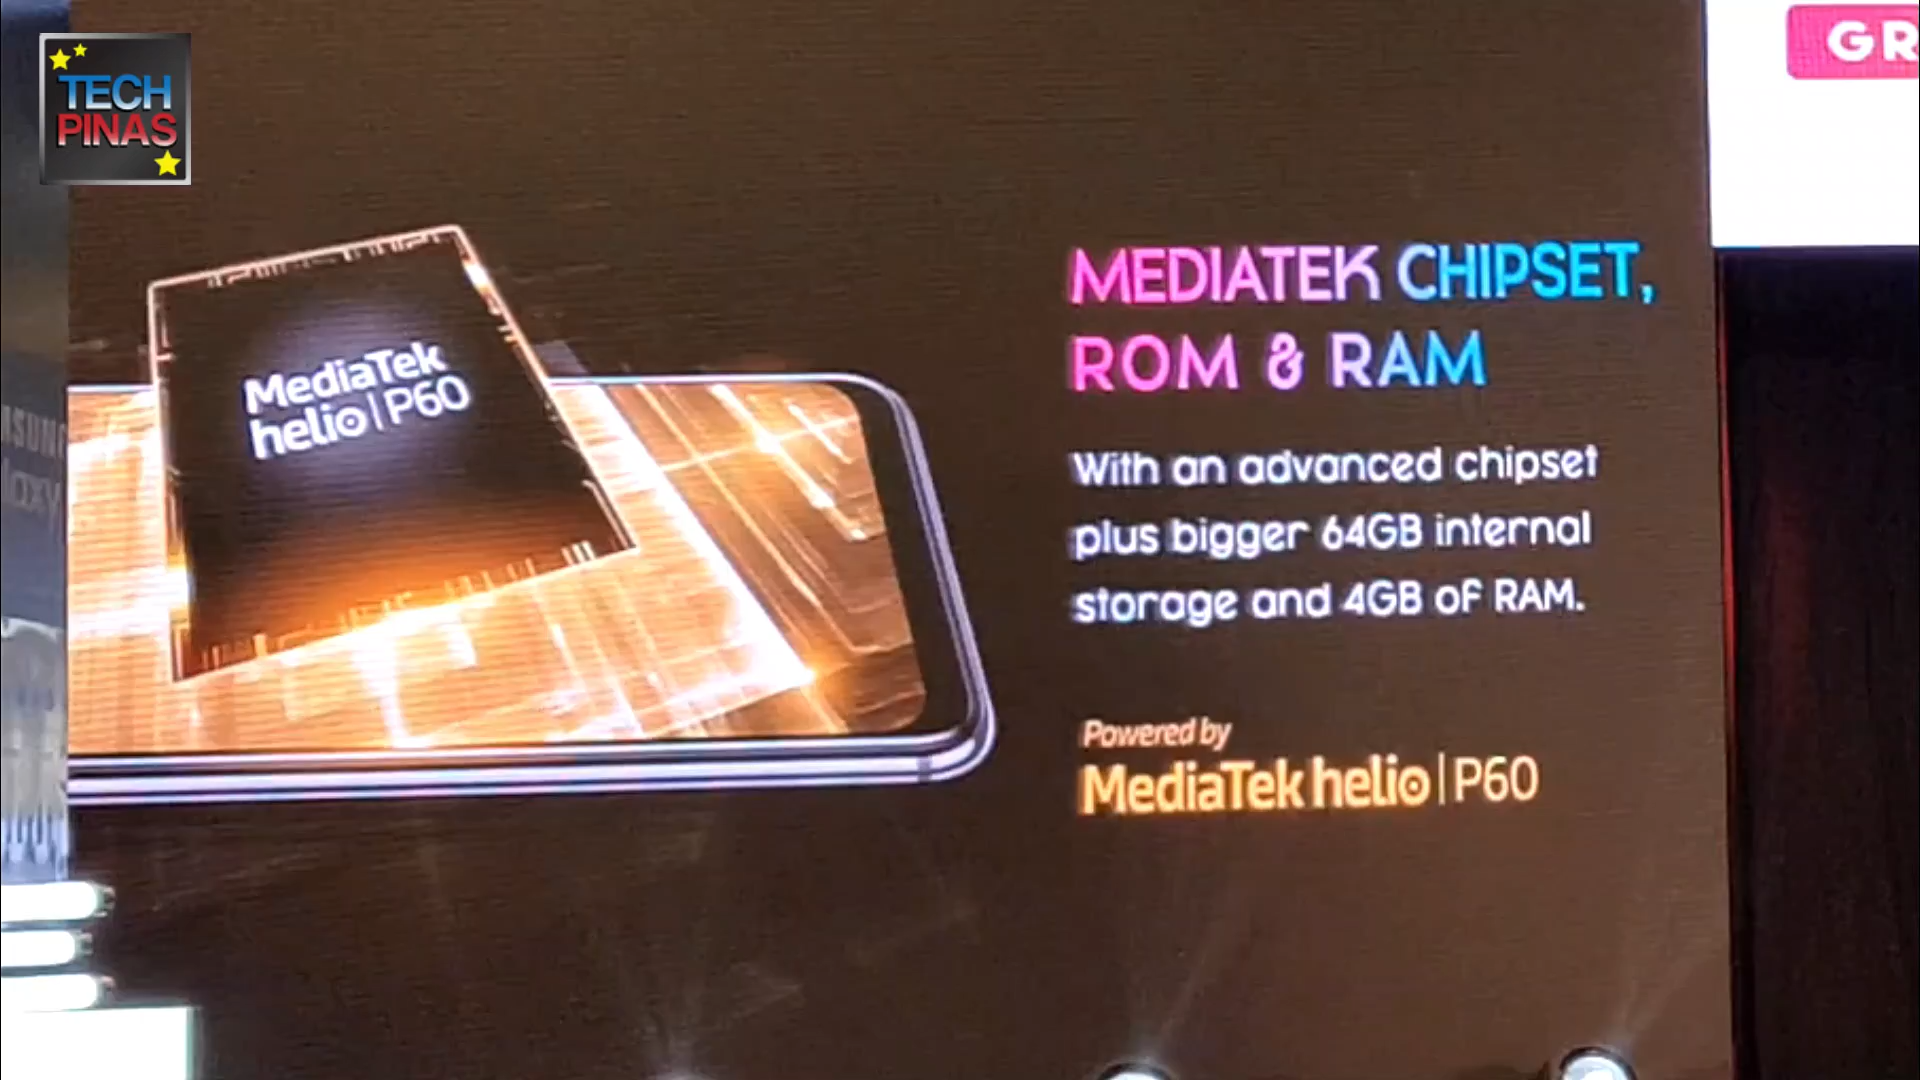 TECH
PINAS
GR
MediaTek
helio | P60
MEDIATEK CHIPSET,
ROM & RAM
With an advanced chipset
plus bigger 64GB internal
storage and 4GB of RAM.
Powered by
MediaTek helio | P60